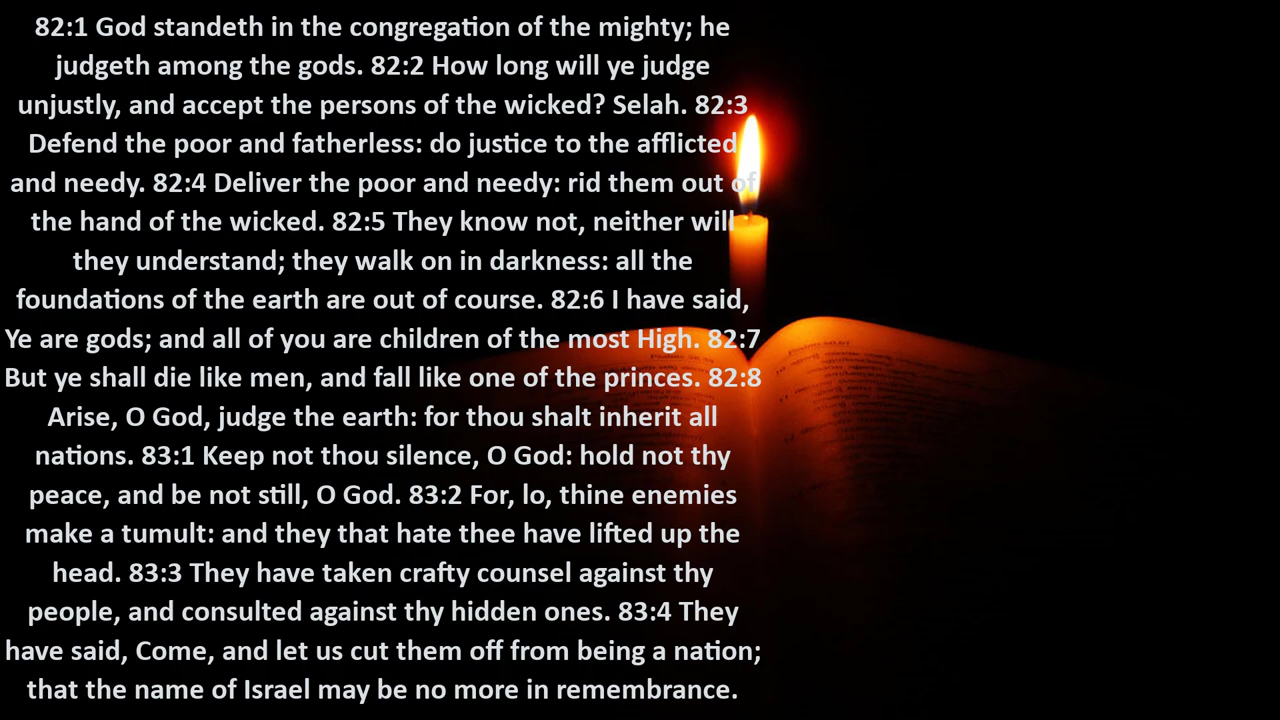 82:1 God standeth in the congregation of the mighty; he
judgeth among the gods. 82:2 How long will ye judge
unjustly, and accept the persons of the wicked? Selah. 82:3
Defend the poor and fatherless: do justice to the afflicted
and needy. 82:4 Deliver the poor and needy: rid them out of
the hand of the wicked. 82:5 They know not, neither will
they understand; they walk on in darkness: all the
foundations of the earth are out of course. 82:6 I have said,
Ye are gods; and all of you are children of the most High. 82:7
But ye shall die like men, and fall like one of the princes. 82:8
Arise, O God, judge the earth: for thou shalt inherit all
nations. 83:1 Keep not thou silence, O God: hold not thy
peace, and be not still, O God. 83:2 For, lo, thine enemies
make a tumult: and they that hate thee have lifted up the
head. 83:3 They have taken crafty counsel against thy
people, and consulted against thy hidden ones. 83:4 They
have said, Come, and let us cut them off from being a nation;
that the name of Israel may be no more in remembrance.